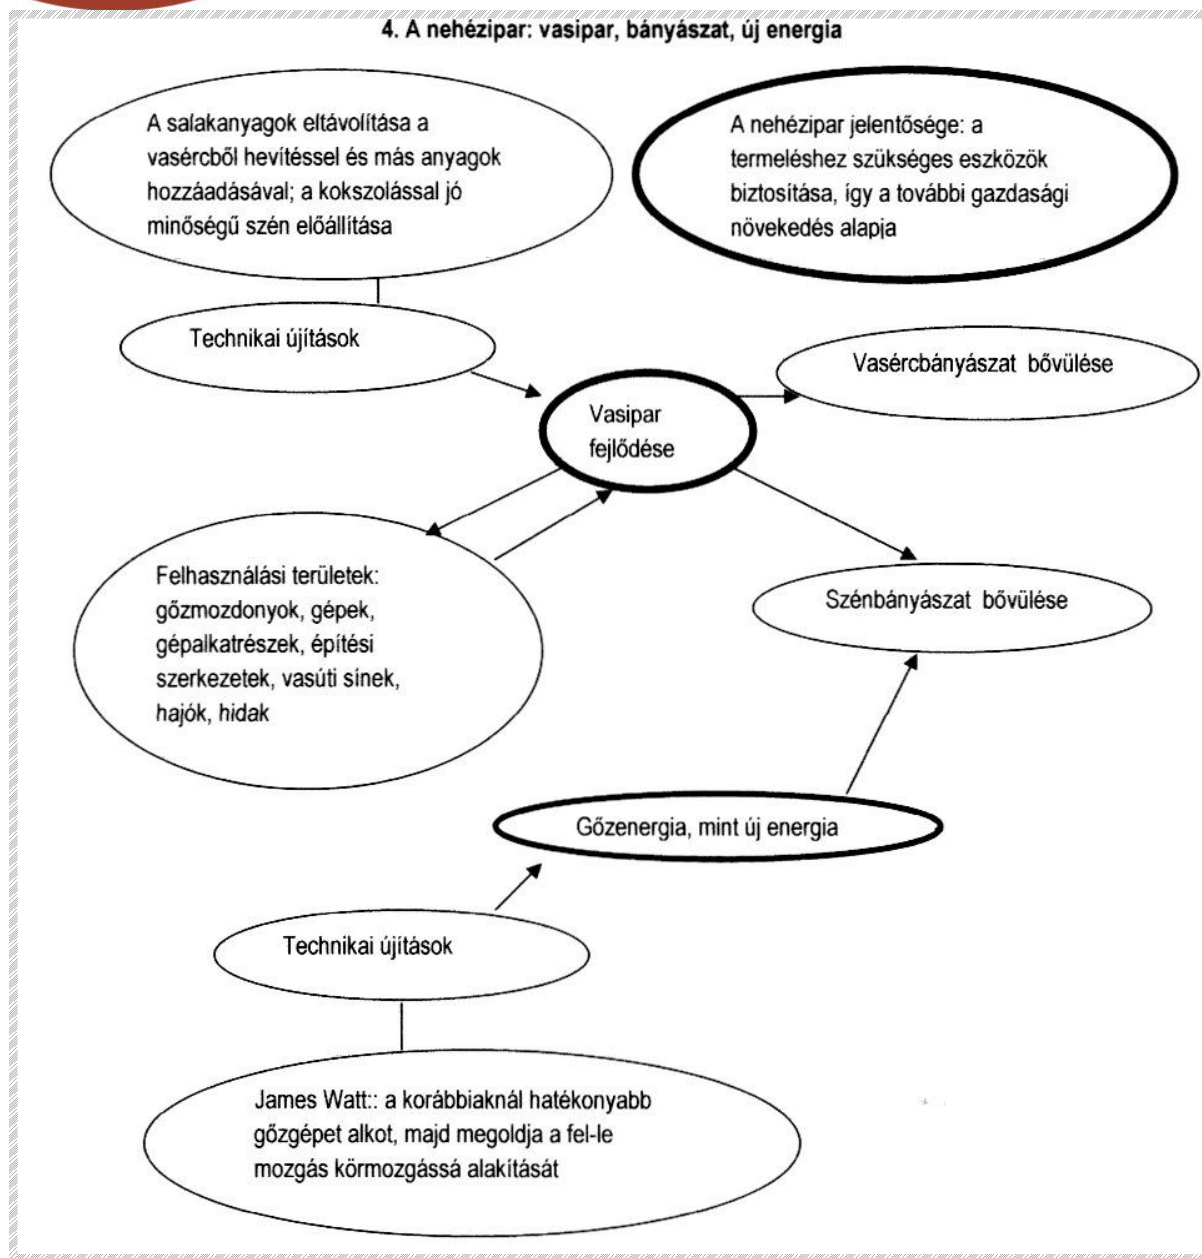 4. A nehézipar: vasipar, bányászat, új energia
A salakanyagok eltávolítása a
vasércből hevítéssel és más anyagok
hozzáadásával; a kokszolással jó
minőségű szén előállítása
A nehézipar jelentősége: a
termeléshez szükséges eszközök
biztosítása, így a további gazdasági
növekedés alapja
Technikai újítások
Vasércbányászat bővülése
Vasipar
fejlődése
Felhasználási területek:
gőzmozdonyok, gépek,
gépalkatrészek, építési
szerkezetek, vasúti sínek,
hajók, hidak
Szénbányászat bővülése
Gőzenergia, mint új energia
Technikai újítások
James Watt:: a korábbiaknál hatékonyabb
gőzgépet alkot, majd megoldja a fel-le
mozgás körmozgássá alakítását